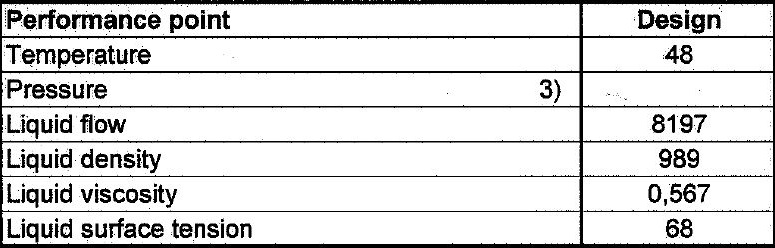 Performance point Design
Temperature 48
Pressure 3)
Liquid flow 8197
Liquid density 989
Liquid viscosity 0,567
Liquid surface tension 68